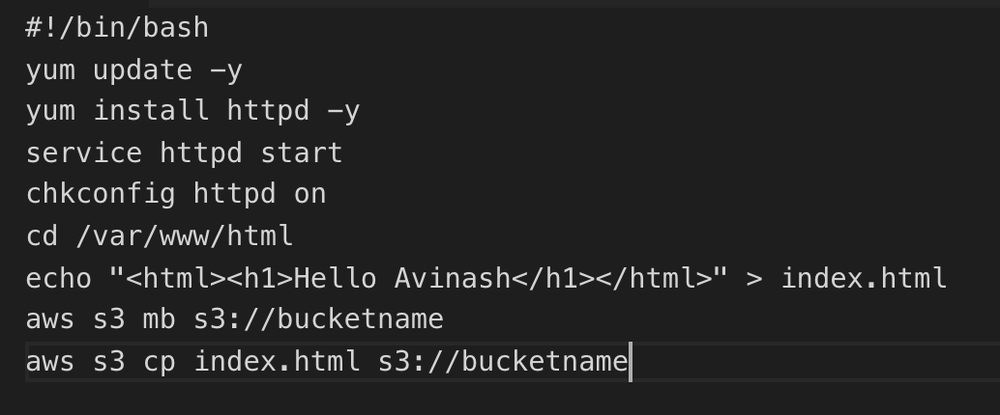 #!/bin/bash
yum update -y
yum install httpd -y
service httpd start
chkconfig httpd on
cd /var/www/html
echo "<html><h1>Hello Avinash</h1></html>" > index.html
aws s3 mb s3://bucketname
aws s3 cp index.html s3://bucketname